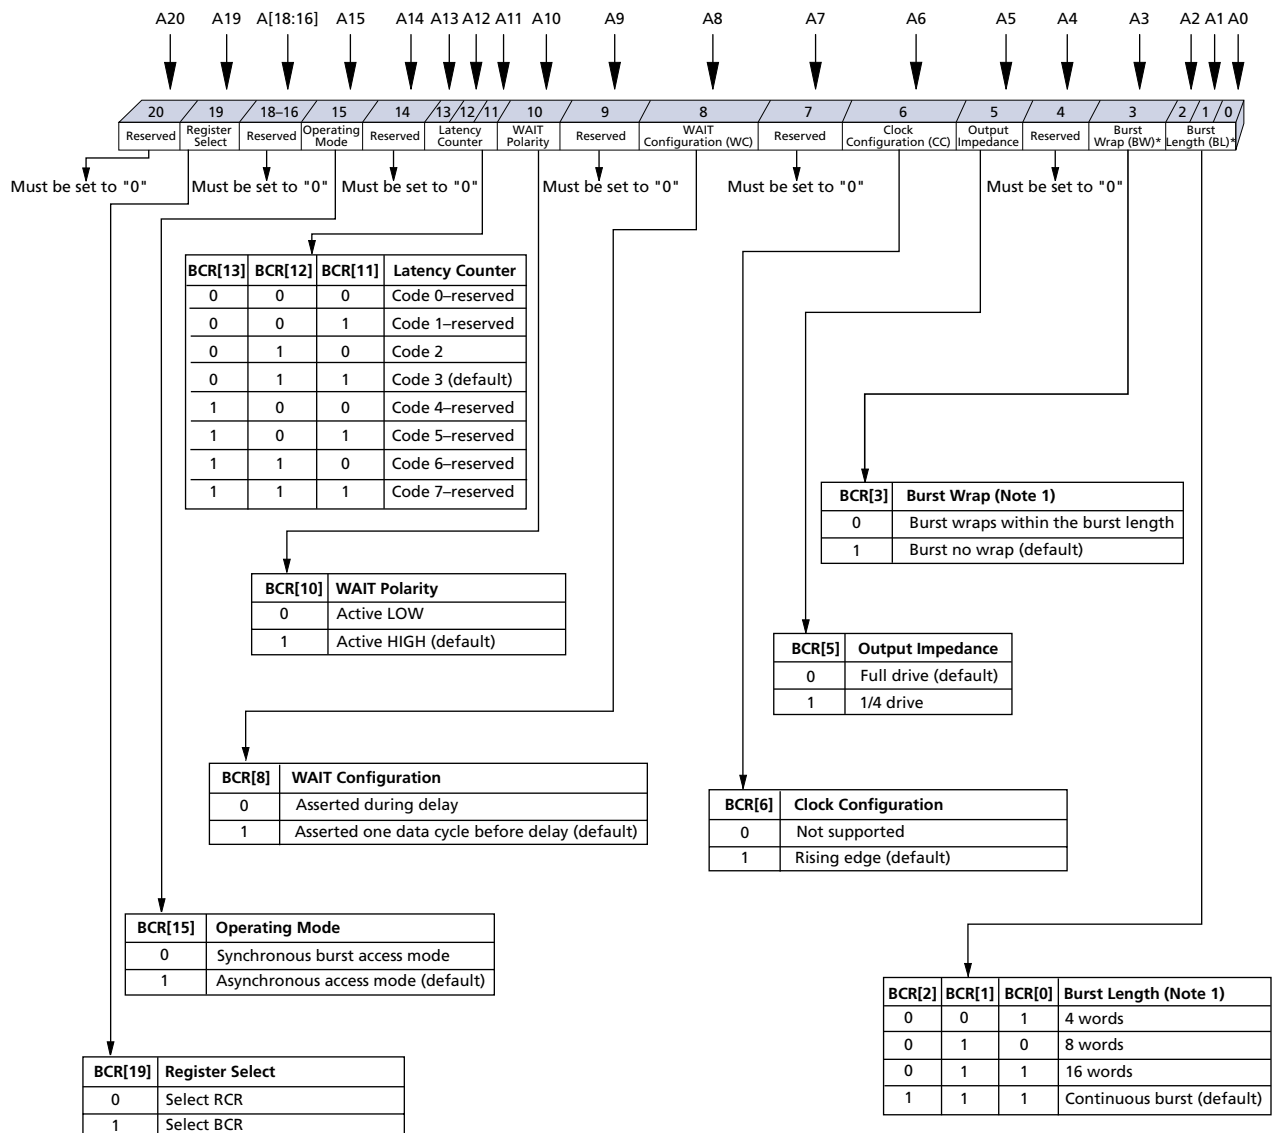 A20 A19 A[18:16] A15 A14 A13 A12 A11 A10 A9 A8 A7 A6 A5 A4 A3 A2 A1 A0
20 19 18–16 15 14 13 12 11 10 9 8 7 6 5 4 3 2 1 0
Reserved Register Select Reserved Operating Mode Reserved Latency Counter WAIT Polarity Reserved WAIT Configuration (WC) Reserved Clock Configuration (CC) Output Impedance Reserved Burst Wrap (BW)* Burst Length (BL)*
Must be set to "0" Must be set to "0" Must be set to "0" Must be set to "0" Must be set to "0" Must be set to "0"
BCR[13] BCR[12] BCR[11] Latency Counter
0 0 0 Code 0–reserved
0 0 1 Code 1–reserved
0 1 0 Code 2
0 1 1 Code 3 (default)
1 0 0 Code 4–reserved
1 0 1 Code 5–reserved
1 1 0 Code 6–reserved
1 1 1 Code 7–reserved
BCR[3] Burst Wrap (Note 1)
0 Burst wraps within the burst length
1 Burst no wrap (default)
BCR[10] WAIT Polarity
0 Active LOW
1 Active HIGH (default)
BCR[5] Output Impedance
0 Full drive (default)
1 1/4 drive
BCR[8] WAIT Configuration
0 Asserted during delay
1 Asserted one data cycle before delay (default)
BCR[6] Clock Configuration
0 Not supported
1 Rising edge (default)
BCR[15] Operating Mode
0 Synchronous burst access mode
1 Asynchronous access mode (default)
BCR[2] BCR[1] BCR[0] Burst Length (Note 1)
0 0 1 4 words
0 1 0 8 words
0 1 1 16 words
1 1 1 Continuous burst (default)
BCR[19] Register Select
0 Select RCR
1 Select BCR